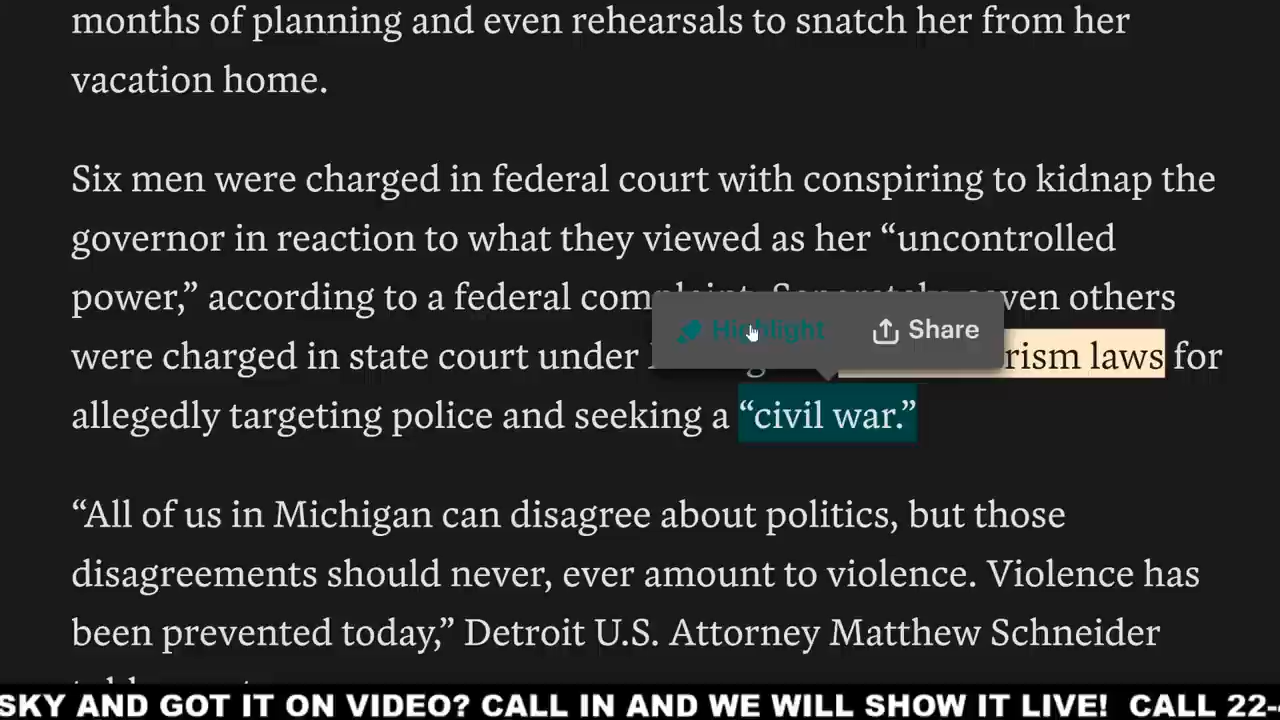 months of planning and even rehearsals to snatch her from her
vacation home.
Six men were charged in federal court with conspiring to kidnap the
governor in reaction to what they viewed as her “uncontrolled
power,” according to a federal others
Highlight Share
were charged in state court under laws for
allegedly targeting police and seeking a “civil war.”
“All of us in Michigan can disagree about politics, but those
disagreements should never, ever amount to violence. Violence has
been prevented today,” Detroit U.S. Attorney Matthew Schneider
SKY AND GOT IT ON VIDEO? CALL IN AND WE WILL SHOW IT LIVE! CALL 22-